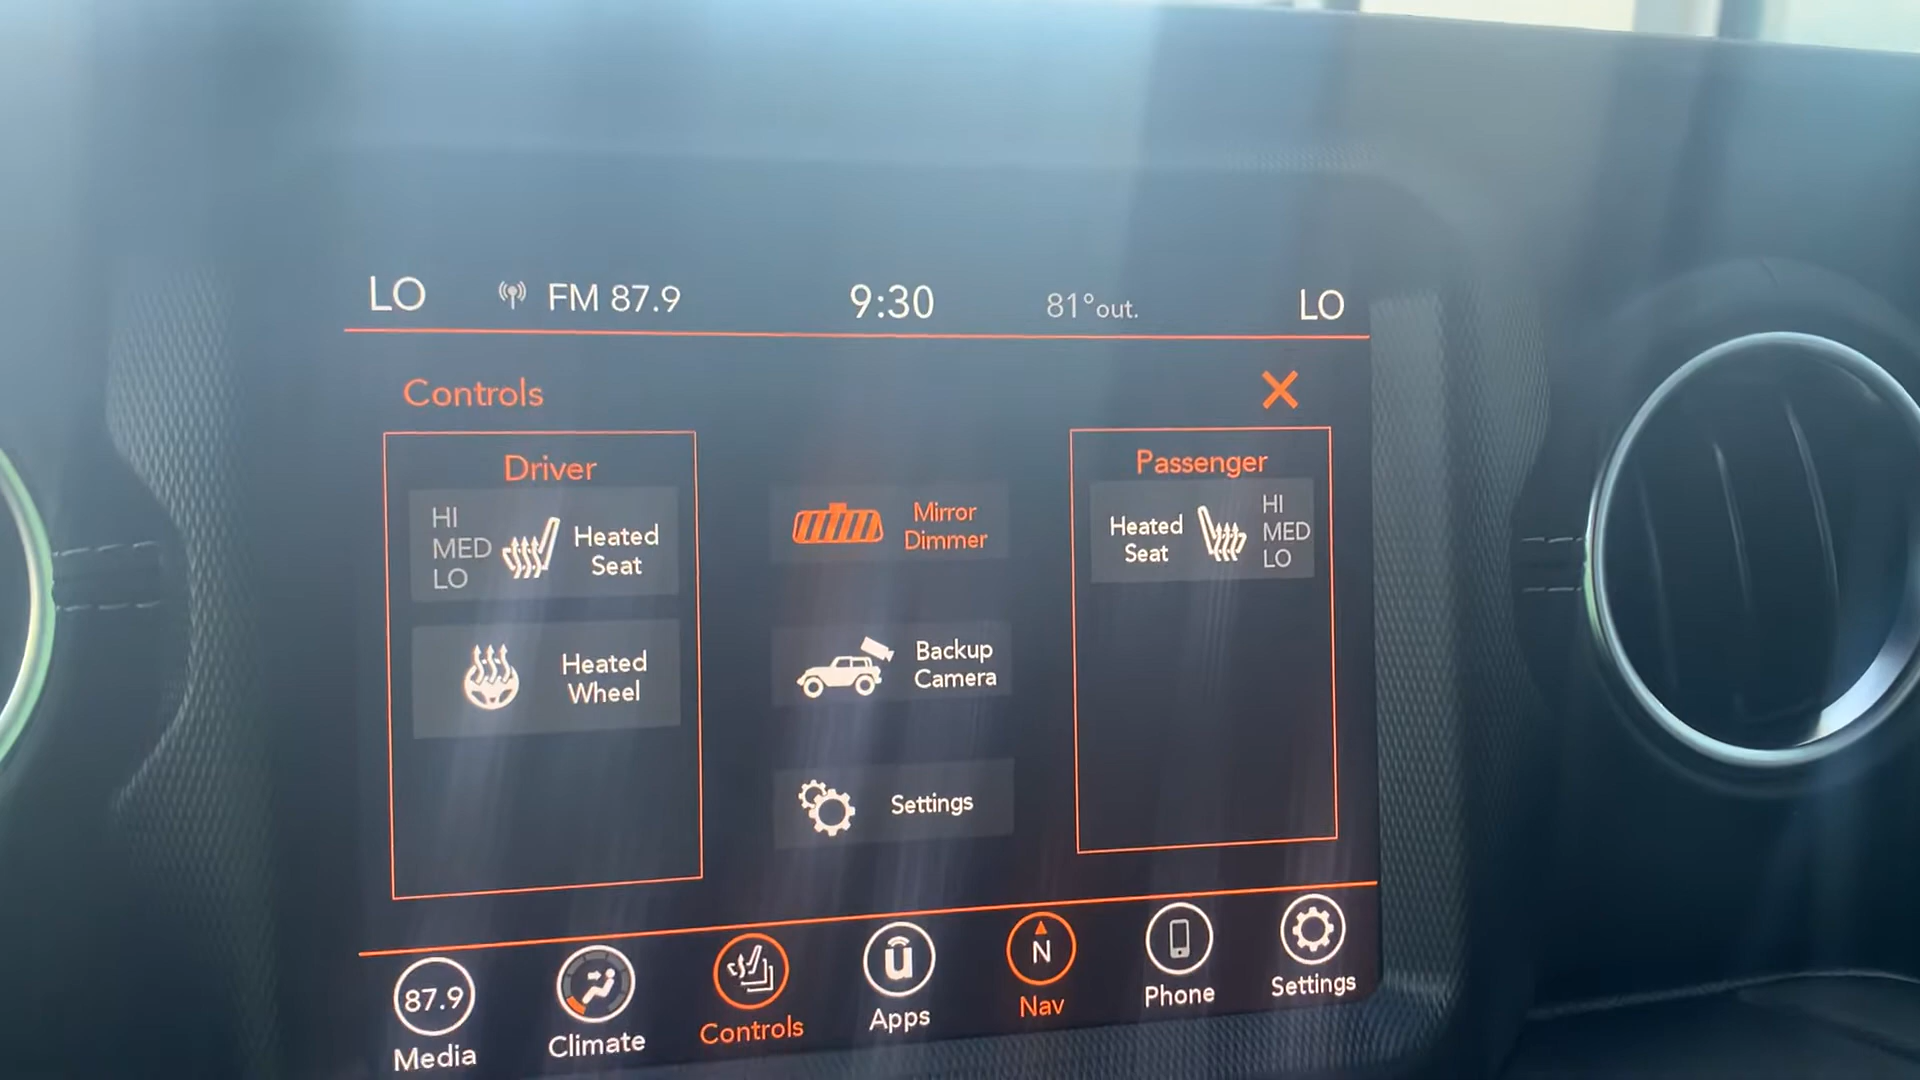 LO FM 87.9 9:30 81°out. LO
Controls
Driver
HI
MED
LO
Heated
Seat
Heated
Wheel
Mirror
Dimmer
Backup
Camera
Settings
Passenger
Heated
Seat
HI
MED
LO
87.9
Media
Climate
Controls
ū
Apps
N
Nav
Phone
Settings